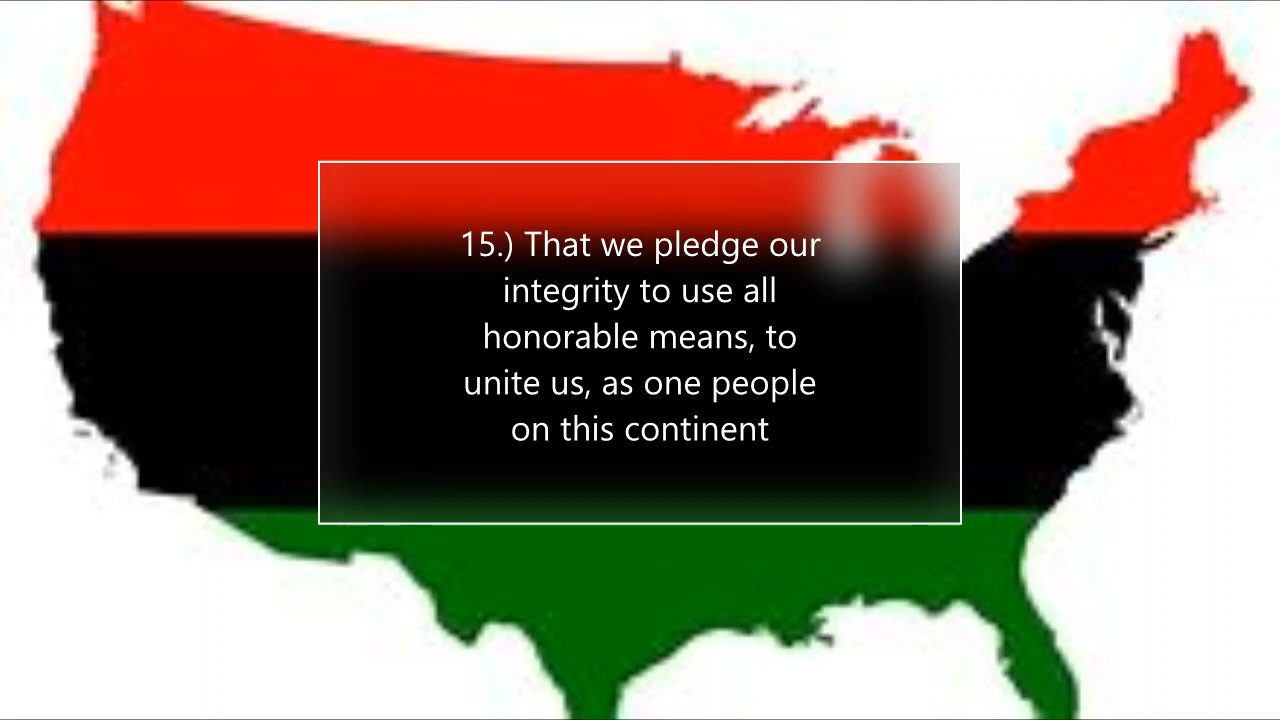 15.) That we pledge our
integrity to use all
honorable means, to
unite us, as one people
on this continent